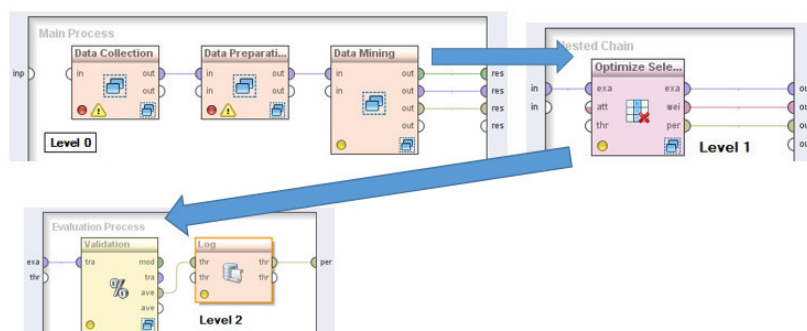 Main Process
Data Collection
Data Preparati...
Data Mining
inp
in
out
out
in
out
out
in
out
out
out
out
res
res
res
res
Level 0
Nested Chain
Optimize Sele...
in
in
exa
att
thr
exa
wei
per
ou
ou
ou
ou
Level 1
Evaluation Process
Validation
Log
exa
thr
tra
mod
tra
ave
ave
%
thr
thr
thr
thr
per
Level 2